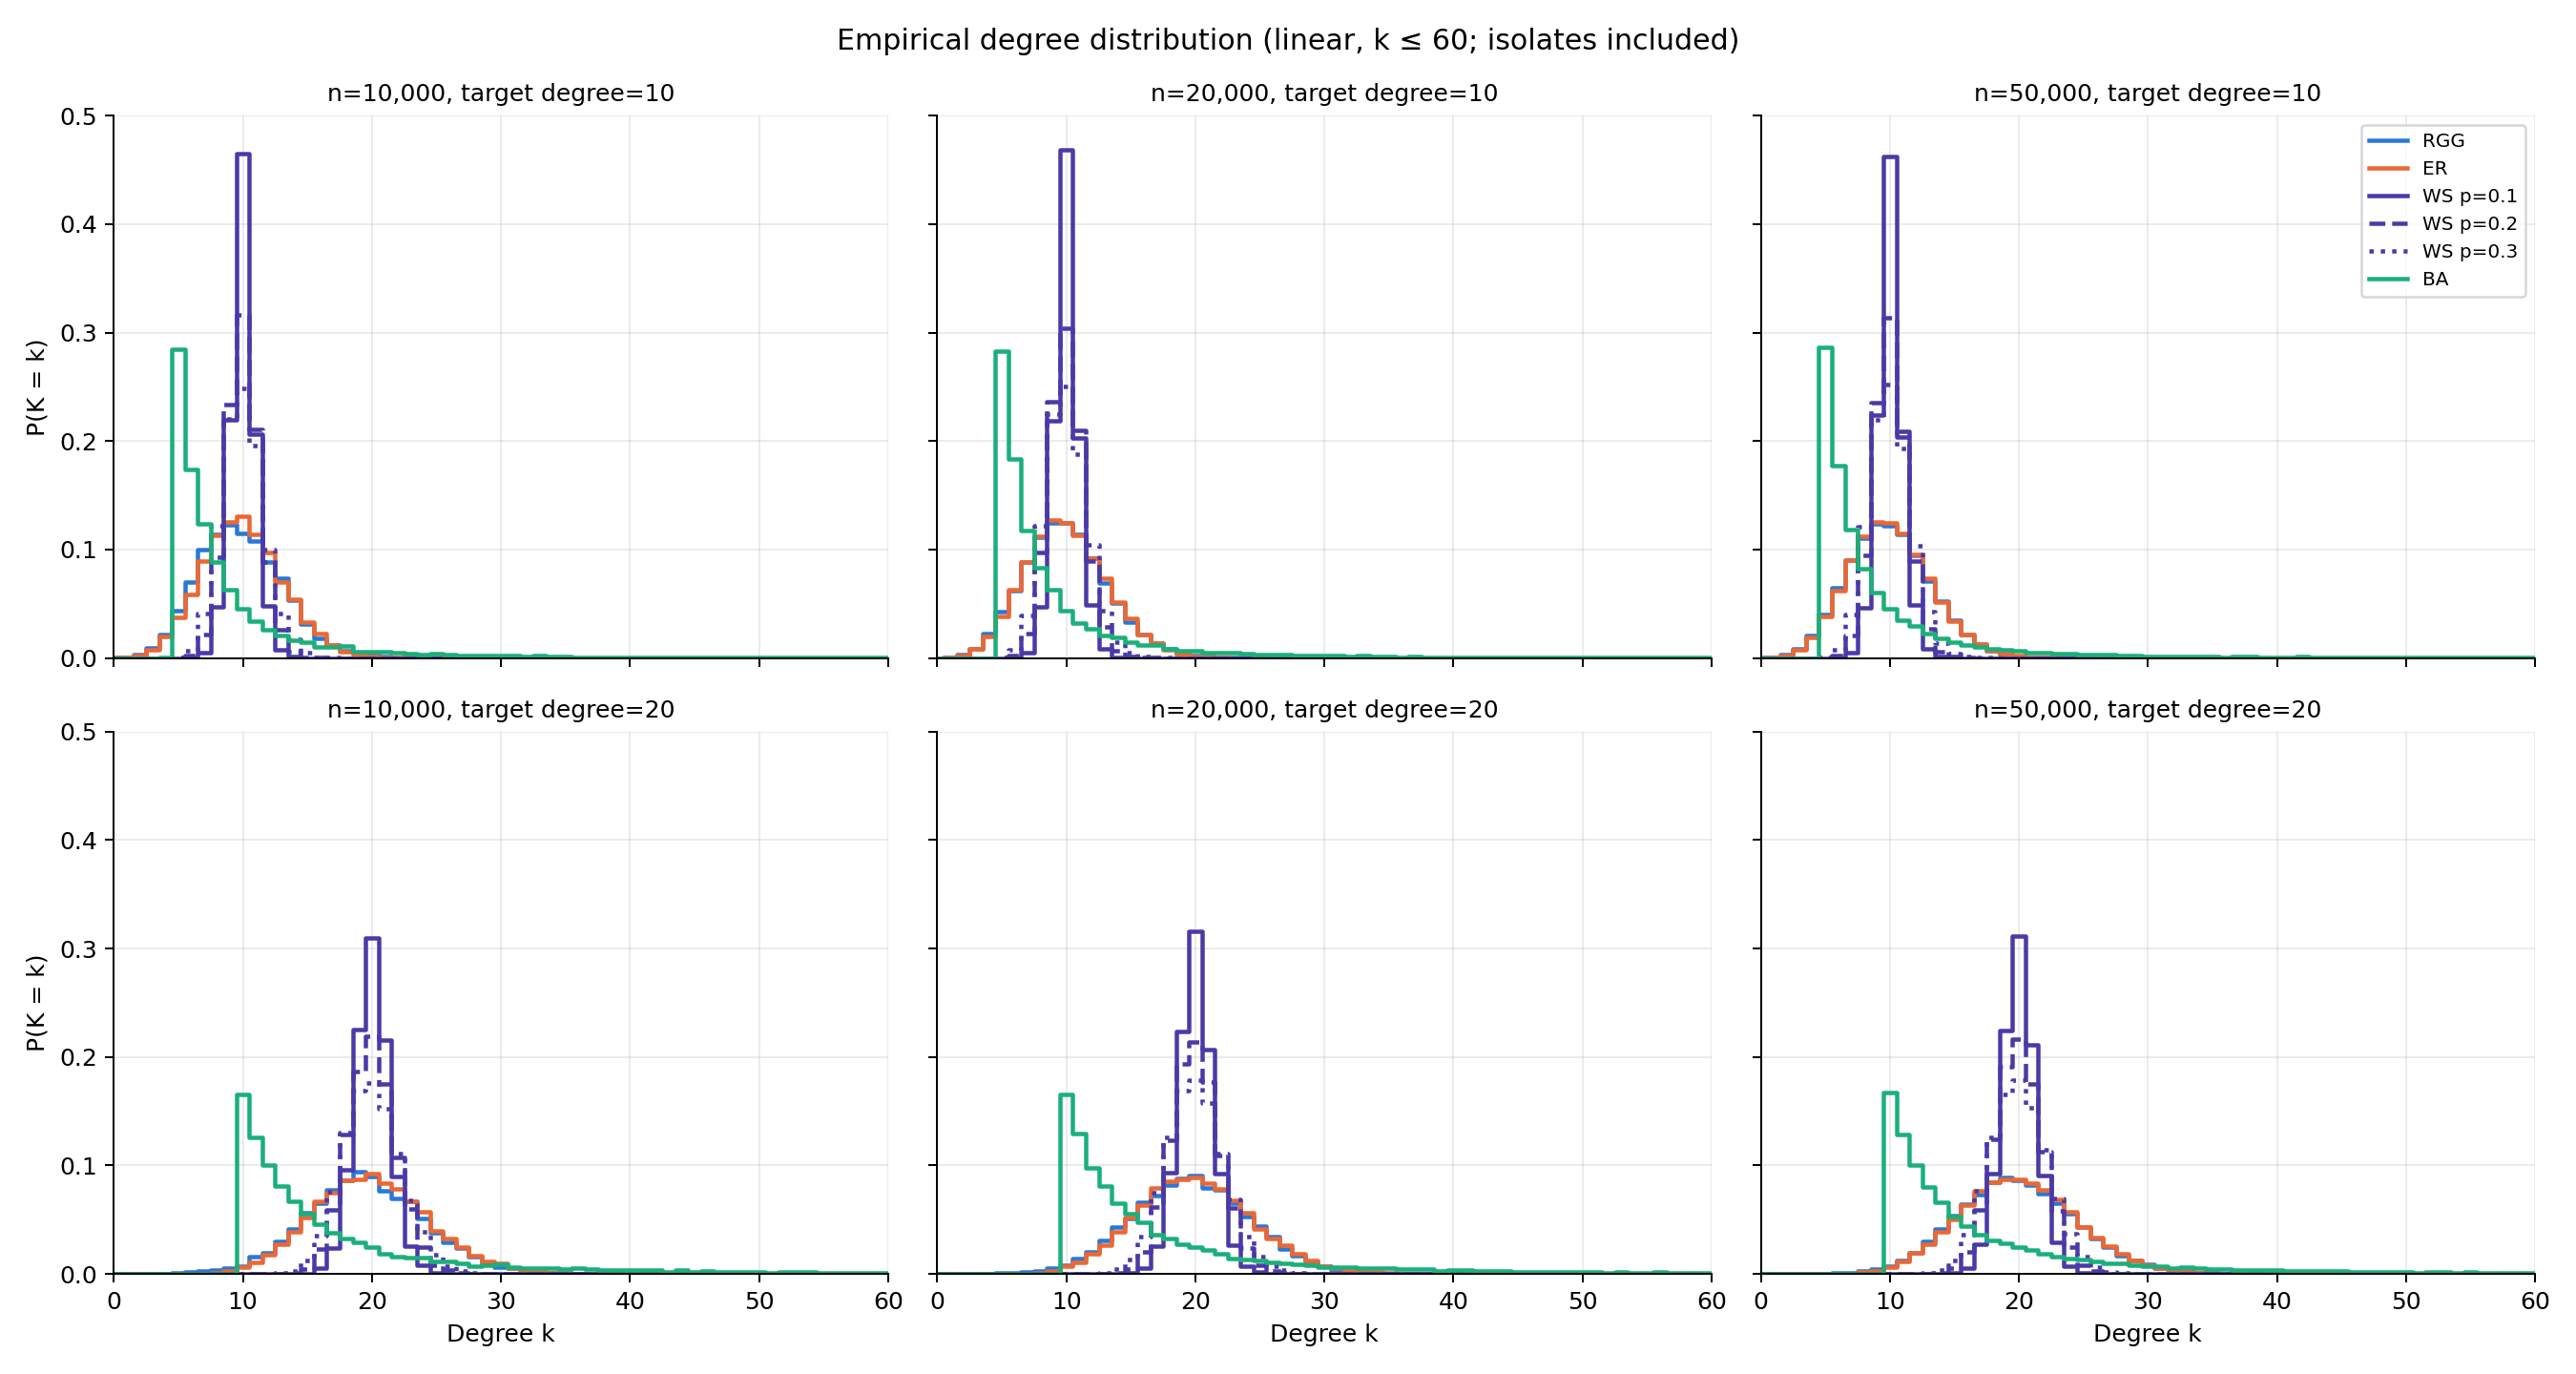 Empirical degree distribution (linear, k ≤ 60; isolates included)
n=10,000, target degree=10
n=20,000, target degree=10
n=50,000, target degree=10
0.5
0.4
0.3
0.2
0.1
0.0
P(K = k)
RGG
ER
WS p=0.1
WS p=0.2
WS p=0.3
BA
n=10,000, target degree=20
n=20,000, target degree=20
n=50,000, target degree=20
0.5
0.4
0.3
0.2
0.1
0.0
P(K = k)
0 10 20 30 40 50 60
0 10 20 30 40 50 60
0 10 20 30 40 50 60
Degree k
Degree k
Degree k